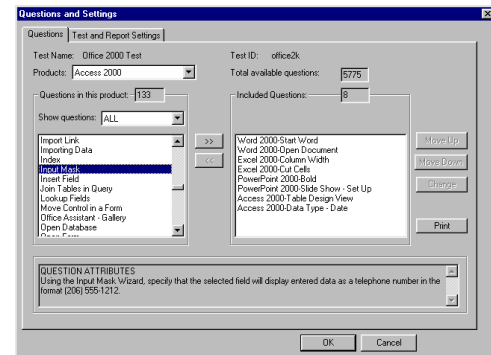 Questions and Settings
Questions
Test and Report Settings
Test Name: Office 2000 Test
Test ID: office2k
Products: Access 2000
Total available questions: 5775
Questions in this product: 133
Included Questions: 8
Show questions: ALL
Import Link
Importing Data
Index
Input Mask
Insert Field
Join Tables in Query
Lookup Fields
Move Control in a Form
Office Assistant - Gallery
Open Database
Open Form
>>
<<
Word 2000-Start Word
Word 2000-Open Document
Excel 2000-Column Width
Excel 2000-Cut Cells
PowerPoint 2000-Bold
PowerPoint 2000-Slide Show - Set Up
Access 2000-Table Design View
Access 2000-Data Type - Date
Move Up
Move Down
Change
Print
QUESTION ATTRIBUTES
Using the Input Mask Wizard, specify that the selected field will display entered data as a telephone number in the
format (206) 555-1212.
OK
Cancel